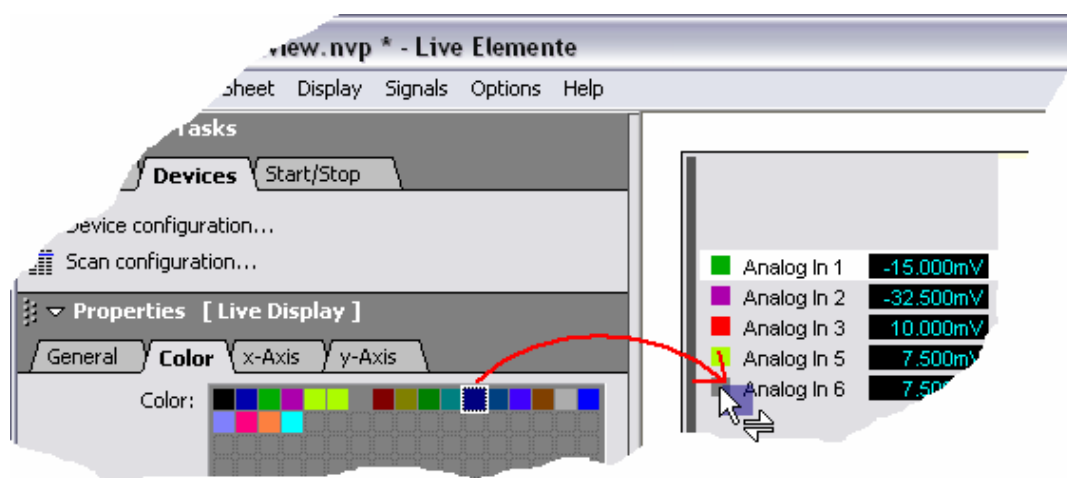 view.nvp * - Live Elemente
Sheet Display Signals Options Help
Tasks
Devices Start/Stop
Device configuration...
Scan configuration...
Properties [ Live Display ]
General Color x-Axis y-Axis
Color:
Analog In 1 -15.000mV
Analog In 2 -32.500mV
Analog In 3 10.000mV
Analog In 5 7.500mV
Analog In 6 7.500